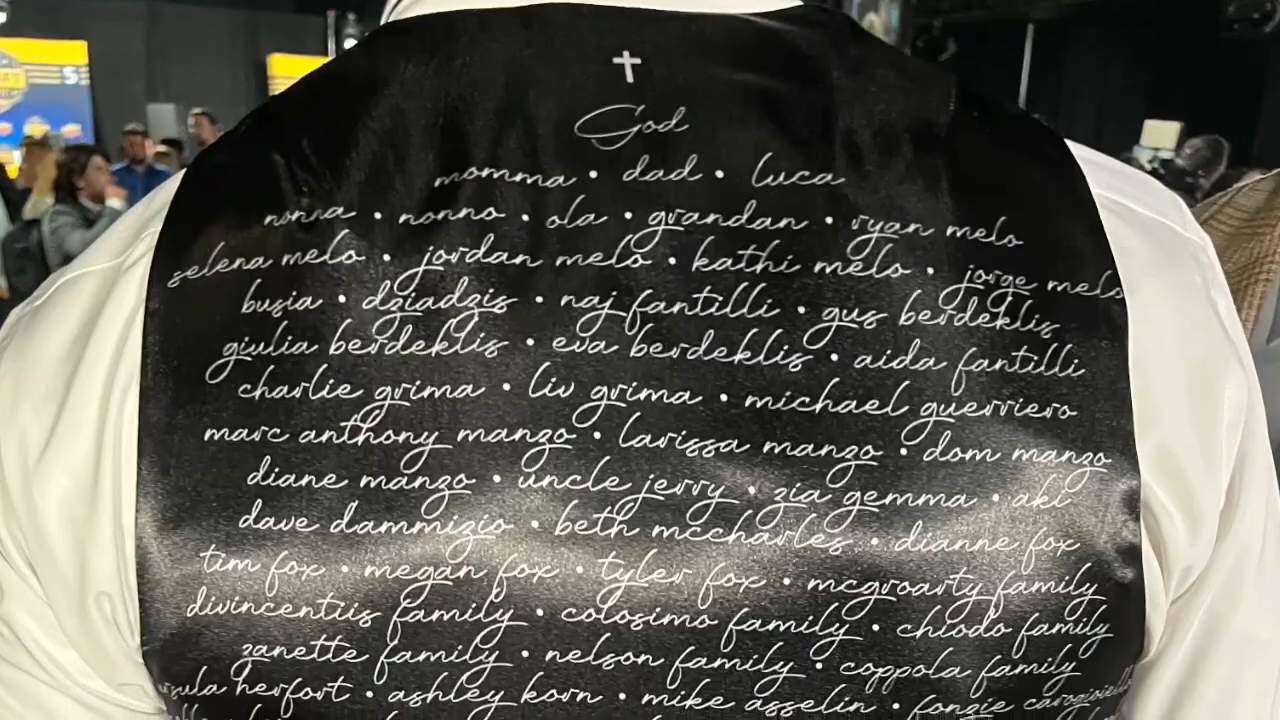 God
momma • dad • luca
nonna • nonno • ola • grandan • ryan melo
selena melo • jordan melo • kathi melo • jorge melo
busia • dziadzis • naj fantilli • gus berdeklis
giulia berdeklis • eva berdeklis • aida fantilli
charlie grima • liv grima • michael guerriero
marc anthony manzo • larissa manzo • dom manzo
diane manzo • uncle jerry • zia gemma • aki
dave dammizio • beth mccharles • dianne fox
tim fox • megan fox • tyler fox • mcgroarty family
divincentiis family • colosimo family • chiodo family
zanette family • nelson family • coppola family
herfort • ashley korn • mike asselin • fonzie